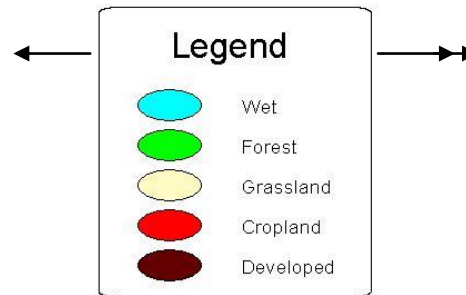 Legend
Wet
Forest
Grassland
Cropland
Developed